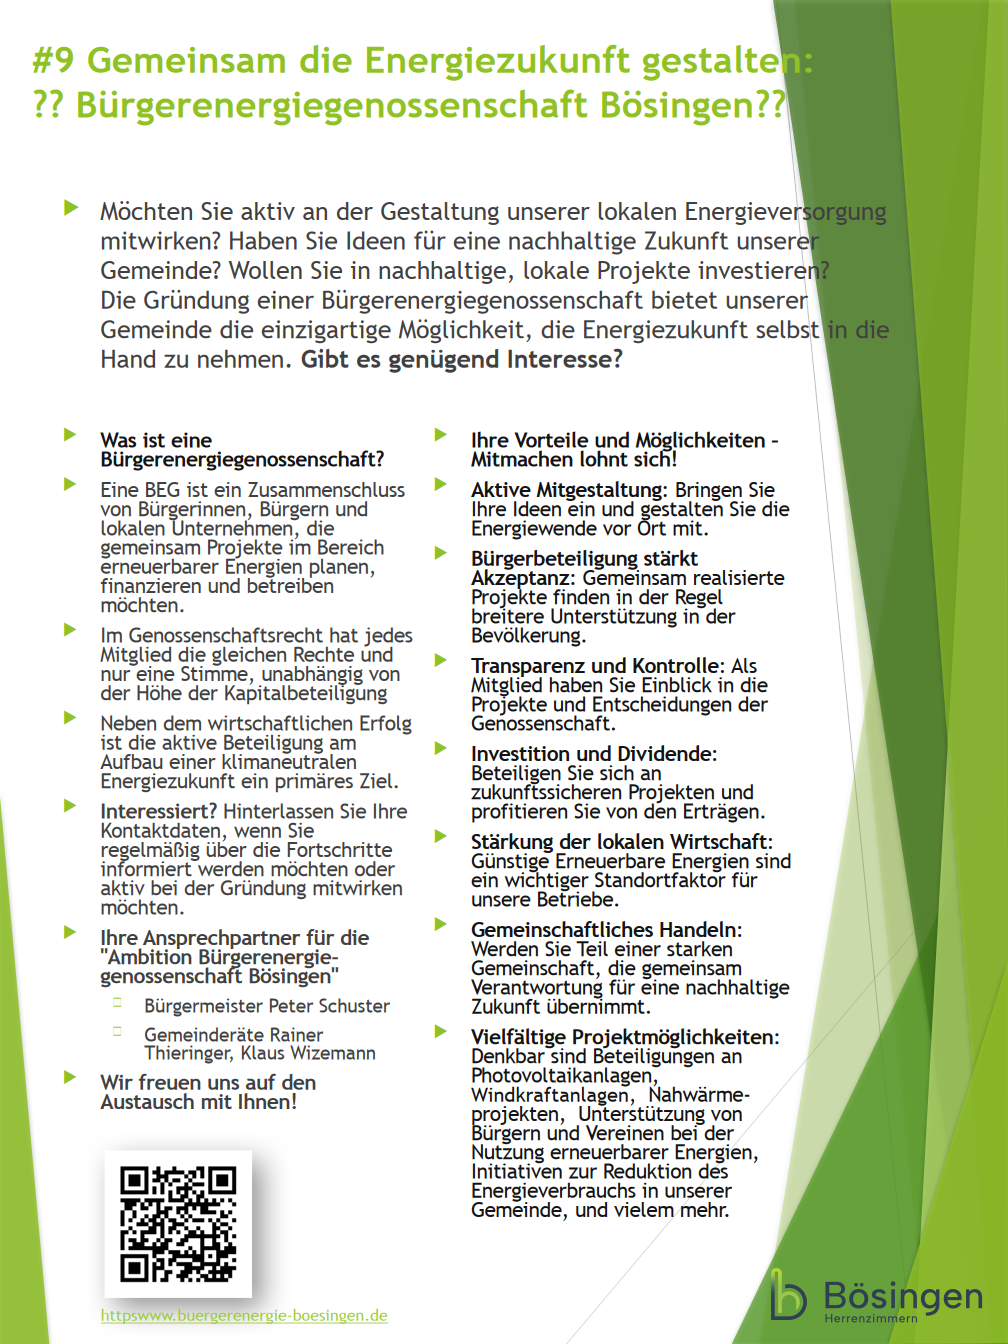 #9 Gemeinsam die Energiezukunft gestalten:
?? Bürgerenergiegenossenschaft Bösingen??
Möchten Sie aktiv an der Gestaltung unserer lokalen Energieversorgung
mitwirken? Haben Sie Ideen für eine nachhaltige Zukunft unserer
Gemeinde? Wollen Sie in nachhaltige, lokale Projekte investieren?
Die Gründung einer Bürgerenergiegenossenschaft bietet unserer
Gemeinde die einzigartige Möglichkeit, die Energiezukunft selbst in die
Hand zu nehmen. Gibt es genügend Interesse?
Was ist eine
Bürgerenergiegenossenschaft?
Eine BEG ist ein Zusammenschluss
von Bürgerinnen, Bürgern und
lokalen Unternehmen, die
gemeinsam Projekte im Bereich
erneuerbarer Energien planen,
finanzieren und betreiben
möchten.
Im Genossenschaftsrecht hat jedes
Mitglied die gleichen Rechte und
nur eine Stimme, unabhängig von
der Höhe der Kapitalbeteiligung
Neben dem wirtschaftlichen Erfolg
ist die aktive Beteiligung am
Aufbau einer klimaneutralen
Energiezukunft ein primäres Ziel.
Interessiert? Hinterlassen Sie Ihre
Kontaktdaten, wenn Sie
regelmäßig über die Fortschritte
informiert werden möchten oder
aktiv bei der Gründung mitwirken
möchten.
Ihre Ansprechpartner für die
"Ambition Bürgerenergie-
genossenschaft Bösingen"
Bürgermeister Peter Schuster
Gemeinderäte Rainer
Thieringer, Klaus Wizemann
Wir freuen uns auf den
Austausch mit Ihnen!
httpswww.buergerenergie-boesingen.de
Ihre Vorteile und Möglichkeiten –
Mitmachen lohnt sich!
Aktive Mitgestaltung: Bringen Sie
Ihre Ideen ein und gestalten Sie die
Energiewende vor Ort mit.
Bürgerbeteiligung stärkt
Akzeptanz: Gemeinsam realisierte
Projekte finden in der Regel
breitere Unterstützung in der
Bevölkerung.
Transparenz und Kontrolle: Als
Mitglied haben Sie Einblick in die
Projekte und Entscheidungen der
Genossenschaft.
Investition und Dividende:
Beteiligen Sie sich an
zukunftssicheren Projekten und
profitieren Sie von den Erträgen.
Stärkung der lokalen Wirtschaft:
Günstige Erneuerbare Energien sind
ein wichtiger Standortfaktor für
unsere Betriebe.
Gemeinschaftliches Handeln:
Werden Sie Teil einer starken
Gemeinschaft, die gemeinsam
Verantwortung für eine nachhaltige
Zukunft übernimmt.
Vielfältige Projektmöglichkeiten:
Denkbar sind Beteiligungen an
Photovoltaikanlagen,
Windkraftanlagen, Nahwärme-
projekten, Unterstützung von
Bürgern und Vereinen bei der
Nutzung erneuerbarer Energien,
Initiativen zur Reduktion des
Energieverbrauchs in unserer
Gemeinde, und vielem mehr.
Bösingen
Herrenzimmern